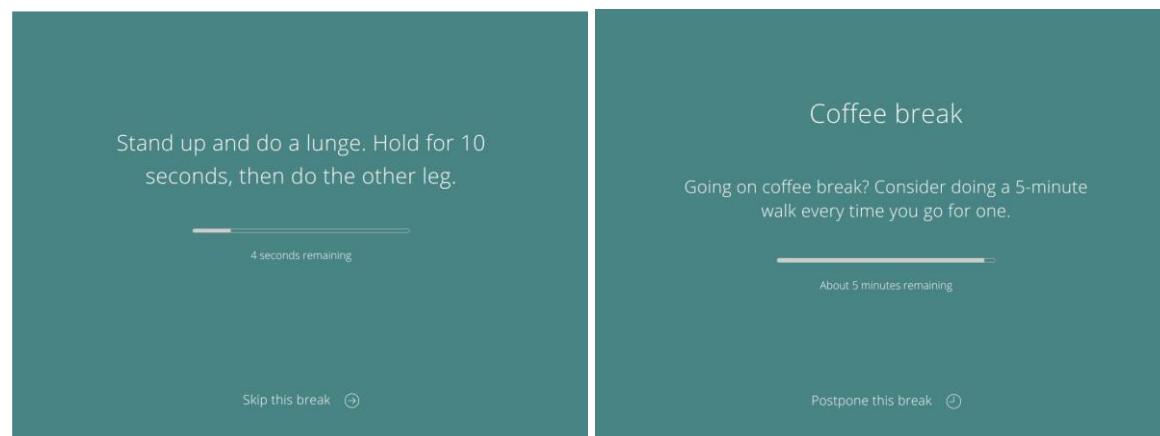 Stand up and do a lunge. Hold for 10
seconds, then do the other leg.
4 seconds remaining
Skip this break
Coffee break
Going on coffee break? Consider doing a 5-minute
walk every time you go for one.
About 5 minutes remaining
Postpone this break